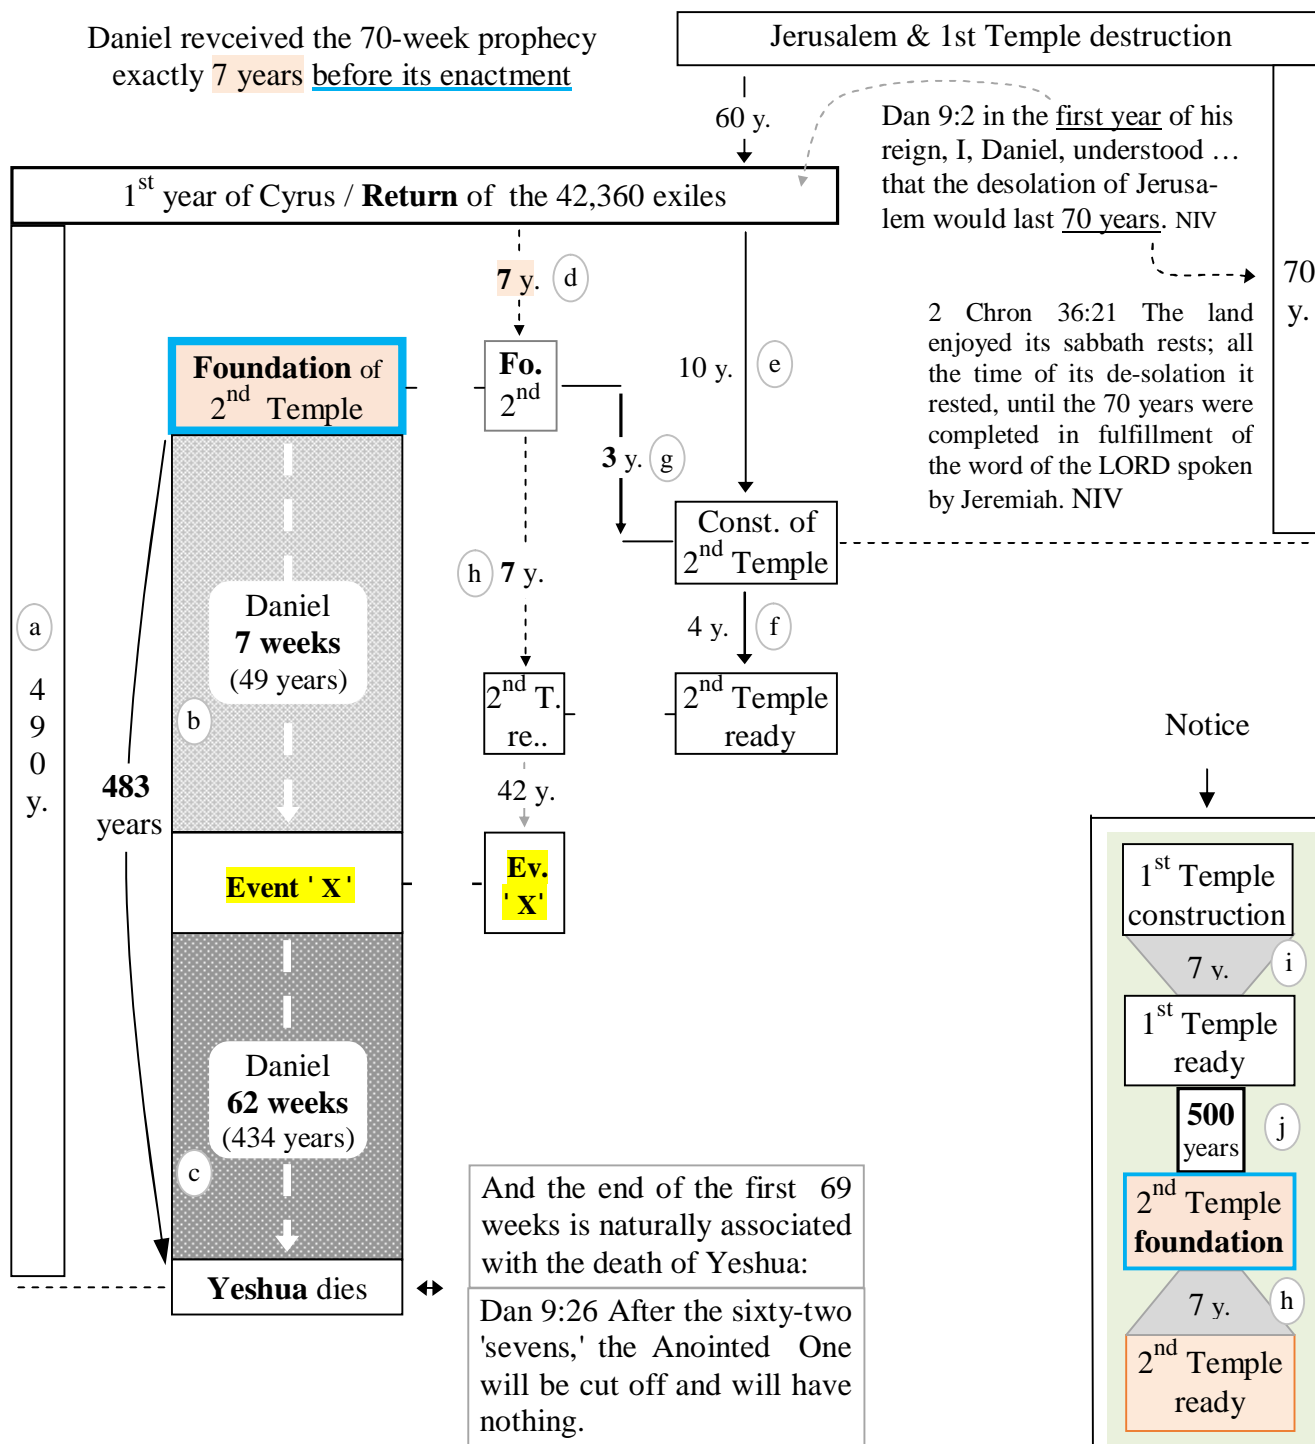 Daniel revceived the 70-week prophecy
exactly 7 years before its enactment
Jerusalem & 1st Temple destruction
60 y.
Dan 9:2 in the first year of his
reign, I, Daniel, understood …
that the desolation of Jerusa-
lem would last 70 years. NIV
1st year of Cyrus / Return of the 42,360 exiles
70
y.
7 y.
d
2 Chron 36:21 The land
enjoyed its sabbath rests; all
the time of its de-solation it
rested, until the 70 years were
completed in fulfillment of
the word of the LORD spoken
by Jeremiah. NIV
Foundation of
2nd Temple
Fo.
2nd
10 y.
e
3 y.
g
Const. of
2nd Temple
h
7 y.
4 y.
f
a
4
9
0
y.
Daniel
7 weeks
(49 years)
b
2nd T.
re..
2nd Temple
ready
483
years
42 y.
Event ' X '
Ev.
' X'
Daniel
62 weeks
(434 years)
c
Yeshua dies
And the end of the first 69
weeks is naturally associated
with the death of Yeshua:
Dan 9:26 After the sixty-two
'sevens,' the Anointed One
will be cut off and will have
nothing.
Notice
1st Temple
construction
7 y.
i
1st Temple
ready
500
years
j
2nd Temple
foundation
7 y.
h
2nd Temple
ready